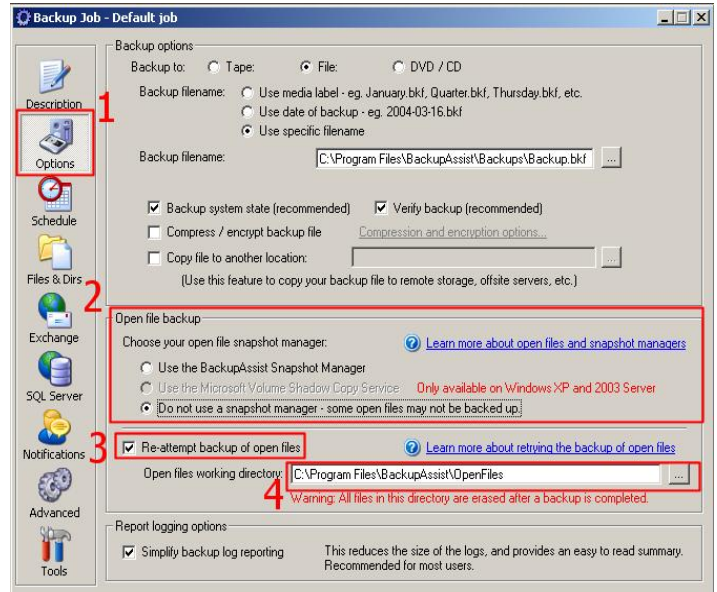 Backup Job - Default job
Description
Options
Schedule
Files & Dirs
Exchange
SQL Server
Notifications
Advanced
Tools
1
2
3
4
Backup options
Backup to: Tape: File: DVD / CD
Backup filename: Use media label - eg. January.bkf, Quarter.bkf, Thursday.bkf, etc.
Use date of backup - eg. 2004-03-16.bkf
Use specific filename
Backup filename: C:\Program Files\BackupAssist\Backups\Backup.bkf ...
Backup system state (recommended) Verify backup (recommended)
Compress / encrypt backup file Compression and encryption options...
Copy file to another location: ...
(Use this feature to copy your backup file to remote storage, offsite servers, etc.)
Open file backup
Choose your open file snapshot manager: Learn more about open files and snapshot managers
Use the BackupAssist Snapshot Manager
Use the Microsoft Volume Shadow Copy Service Only available on Windows XP and 2003 Server
Do not use a snapshot manager - some open files may not be backed up.
Re-attempt backup of open files Learn more about retrying the backup of open files
Open files working directory: C:\Program Files\BackupAssist\OpenFiles ...
Warning: All files in this directory are erased after a backup is completed.
Report logging options
Simplify backup log reporting This reduces the size of the logs, and provides an easy to read summary.
Recommended for most users.